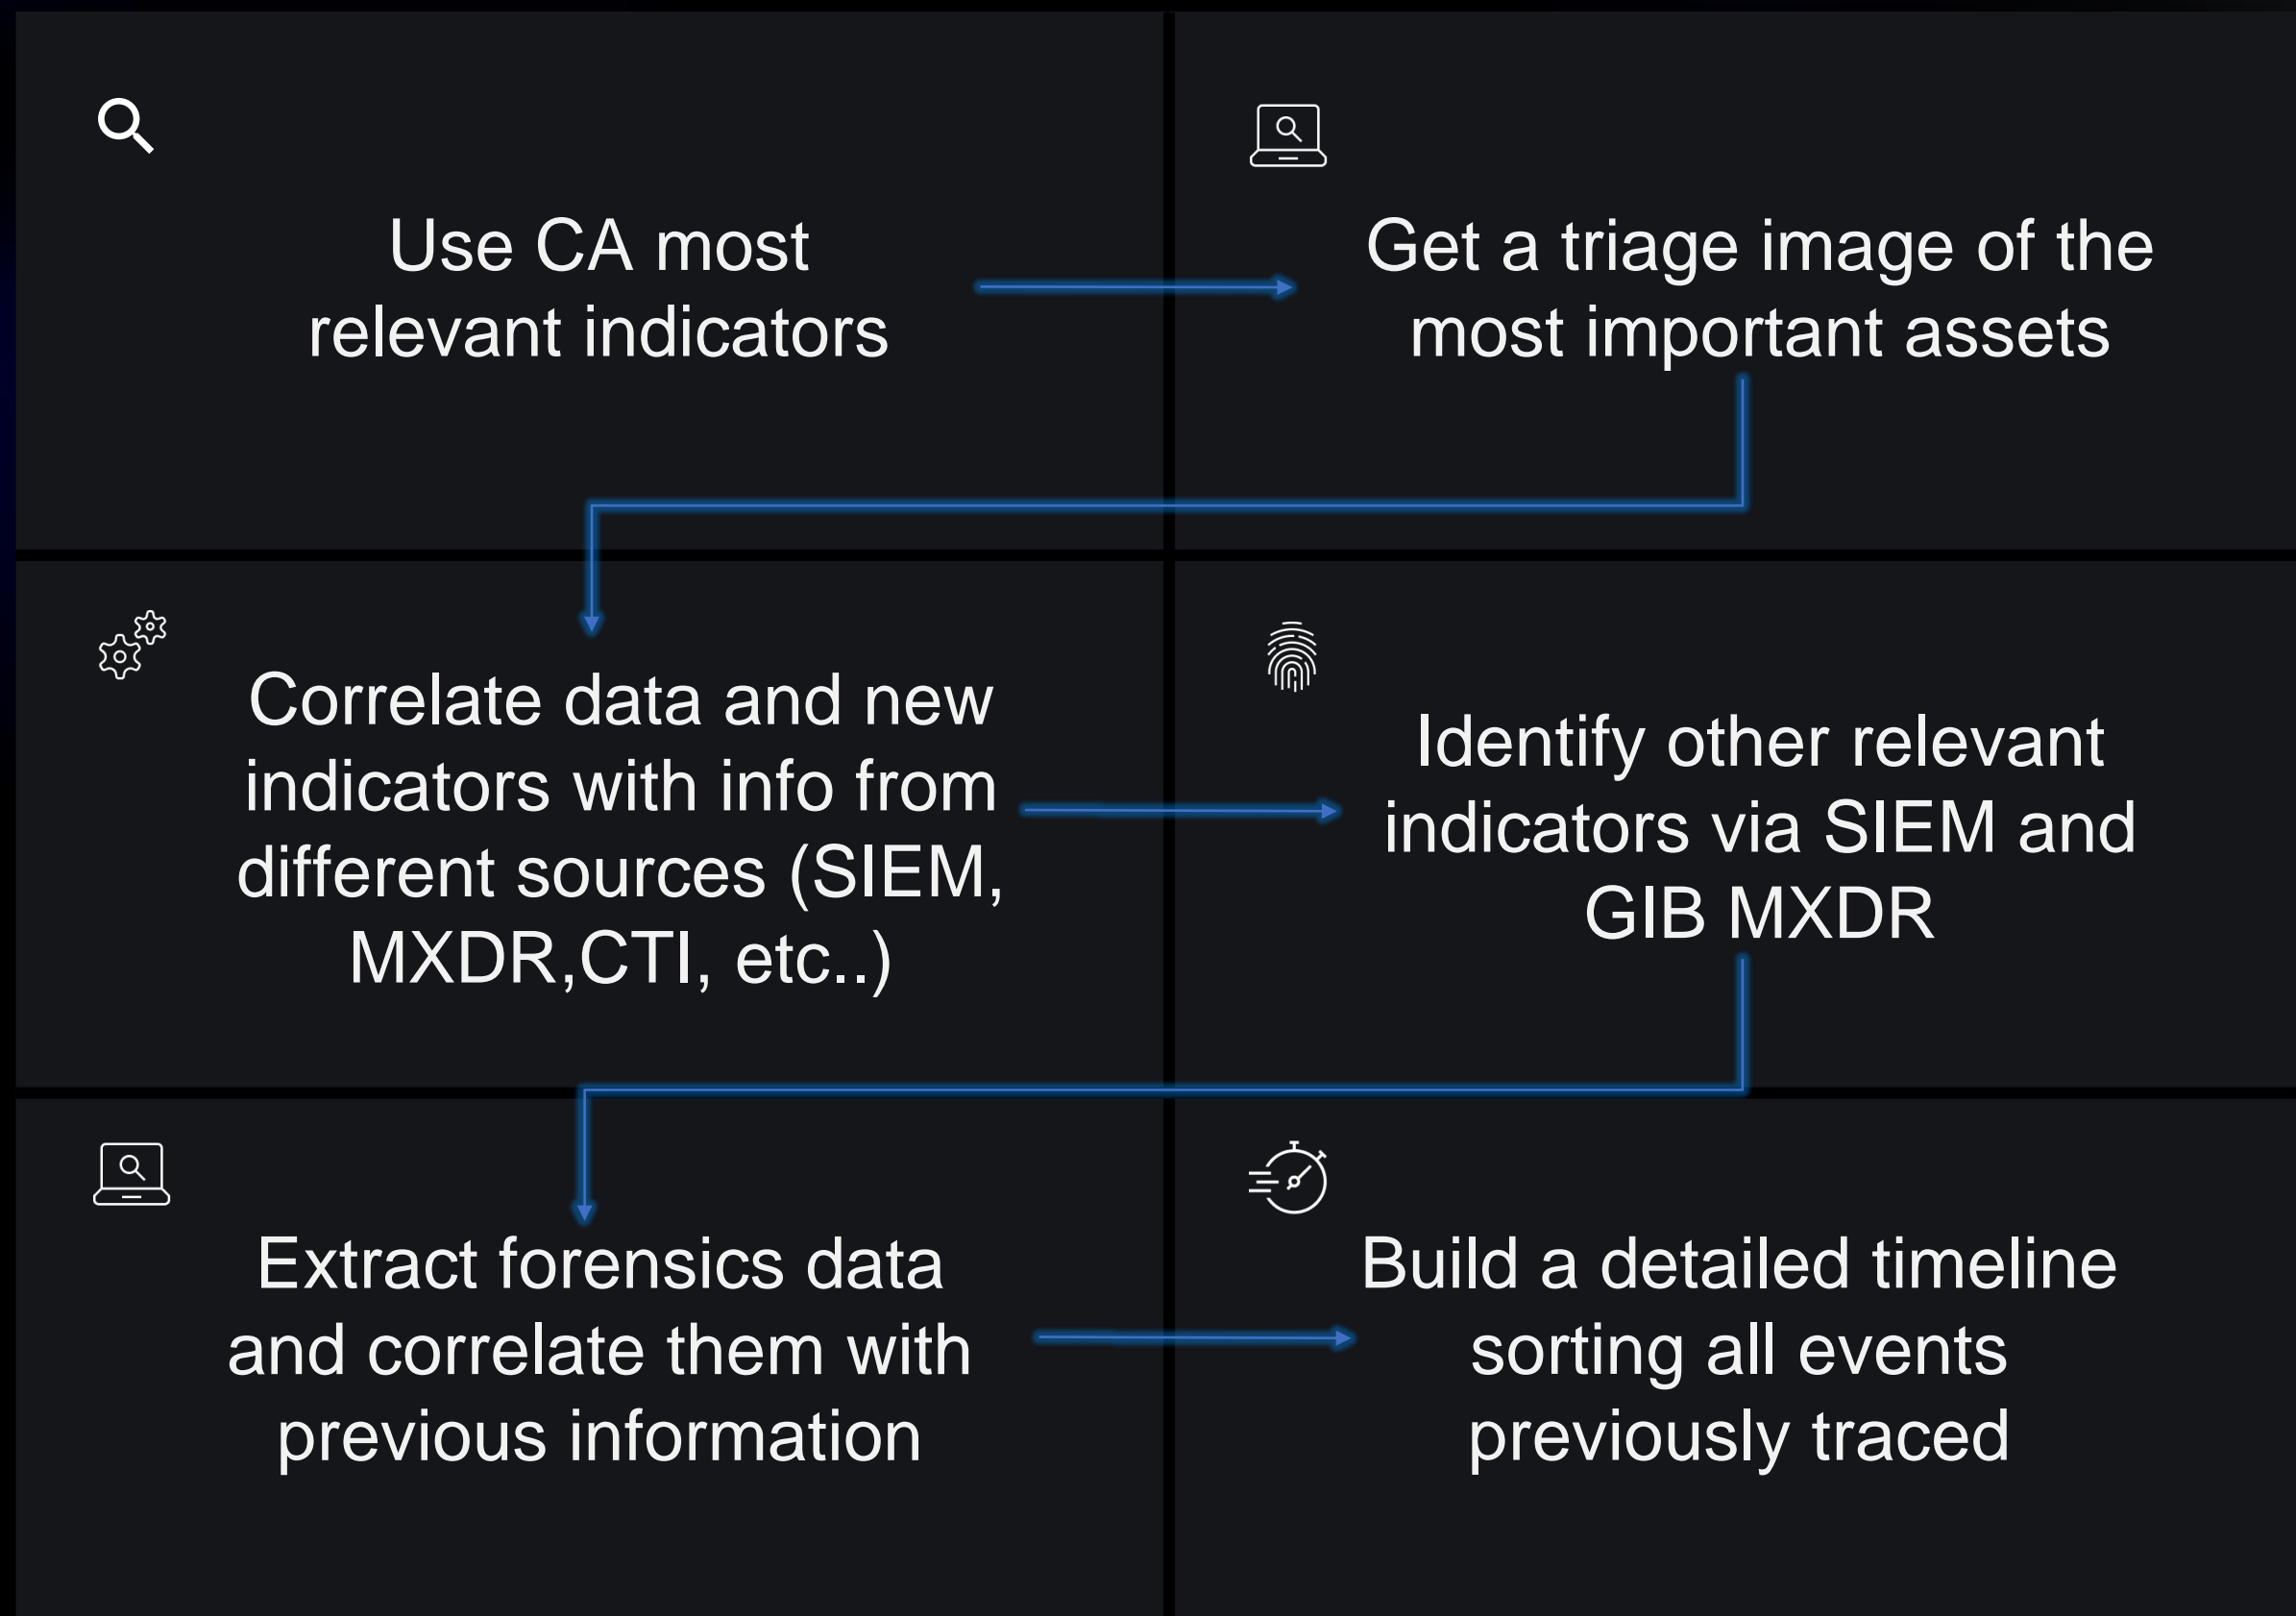 Use CA most
relevant indicators
Get a triage image of the
most important assets
Correlate data and new
indicators with info from
different sources (SIEM,
MXDR,CTI, etc..)
Identify other relevant
indicators via SIEM and
GIB MXDR
Extract forensics data
and correlate them with
previous information
Build a detailed timeline
sorting all events
previously traced